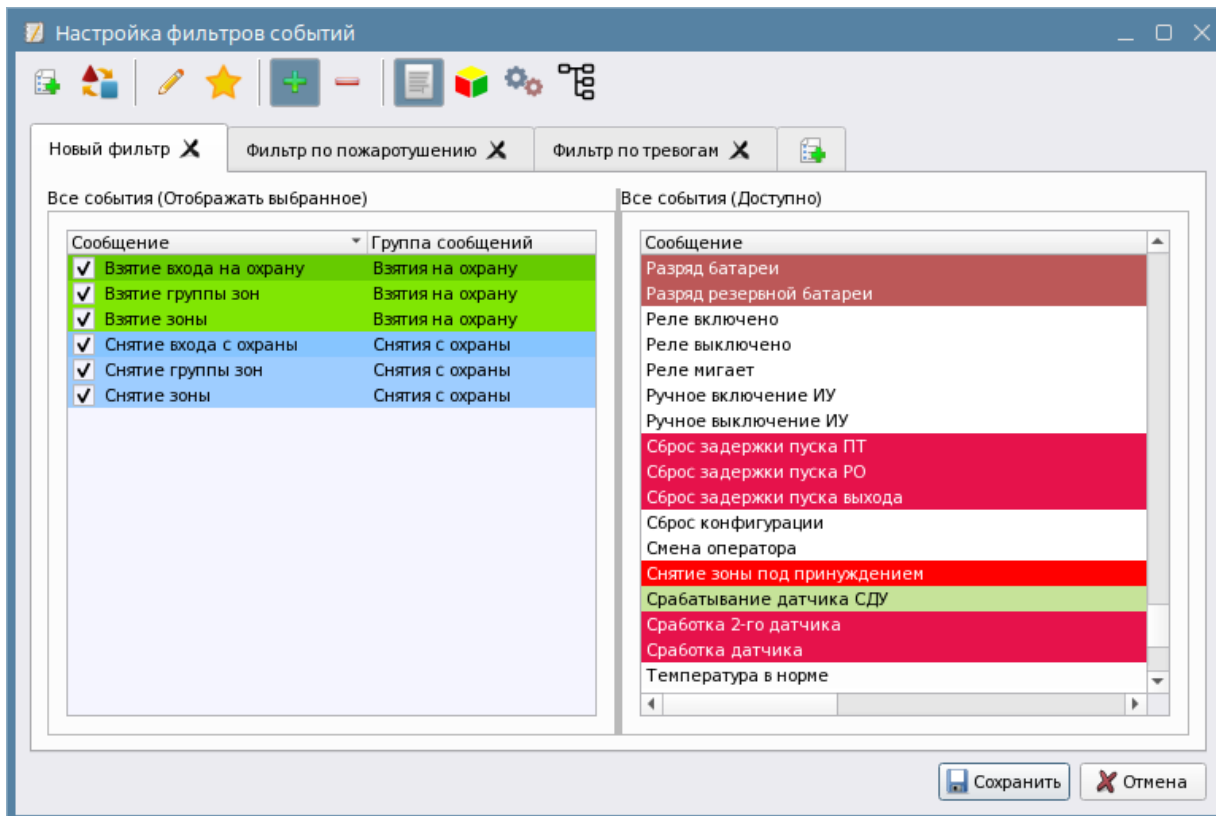 Настройка фильтров событий
Новый фильтр
Фильтр по пожаротушению
Фильтр по тревогам
Все события (Отображать выбранное)
Сообщение Группа сообщений
Взятие входа на охрану Взятия на охрану
Взятие группы зон Взятия на охрану
Взятие зоны Взятия на охрану
Снятие входа с охраны Снятия с охраны
Снятие группы зон Снятия с охраны
Снятие зоны Снятия с охраны
Все события (Доступно)
Сообщение
Разряд батареи
Разряд резервной батареи
Реле включено
Реле выключено
Реле мигает
Ручное включение ИУ
Ручное выключение ИУ
Сброс задержки пуска ПТ
Сброс задержки пуска РО
Сброс задержки пуска выхода
Сброс конфигурации
Смена оператора
Снятие зоны под принуждением
Срабатывание датчика СДУ
Сработка 2-го датчика
Сработка датчика
Температура в норме
Сохранить
Отмена